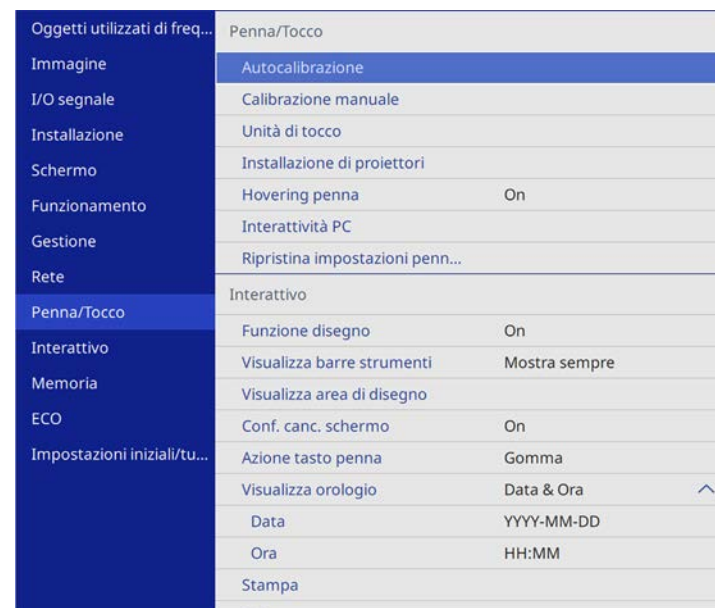 Oggetti utilizzati di freq...
Immagine
I/O segnale
Installazione
Schermo
Funzionamento
Gestione
Rete
Penna/Tocco
Interattivo
Memoria
ECO
Impostazioni iniziali/tu...
Penna/Tocco
Autocalibrazione
Calibrazione manuale
Unità di tocco
Installazione di proiettori
Hovering penna On
Interattività PC
Ripristina impostazioni penn...
Interattivo
Funzione disegno On
Visualizza barre strumenti Mostra sempre
Visualizza area di disegno
Conf. canc. schermo On
Azione tasto penna Gomma
Visualizza orologio Data & Ora
Data YYYY-MM-DD
Ora HH:MM
Stampa